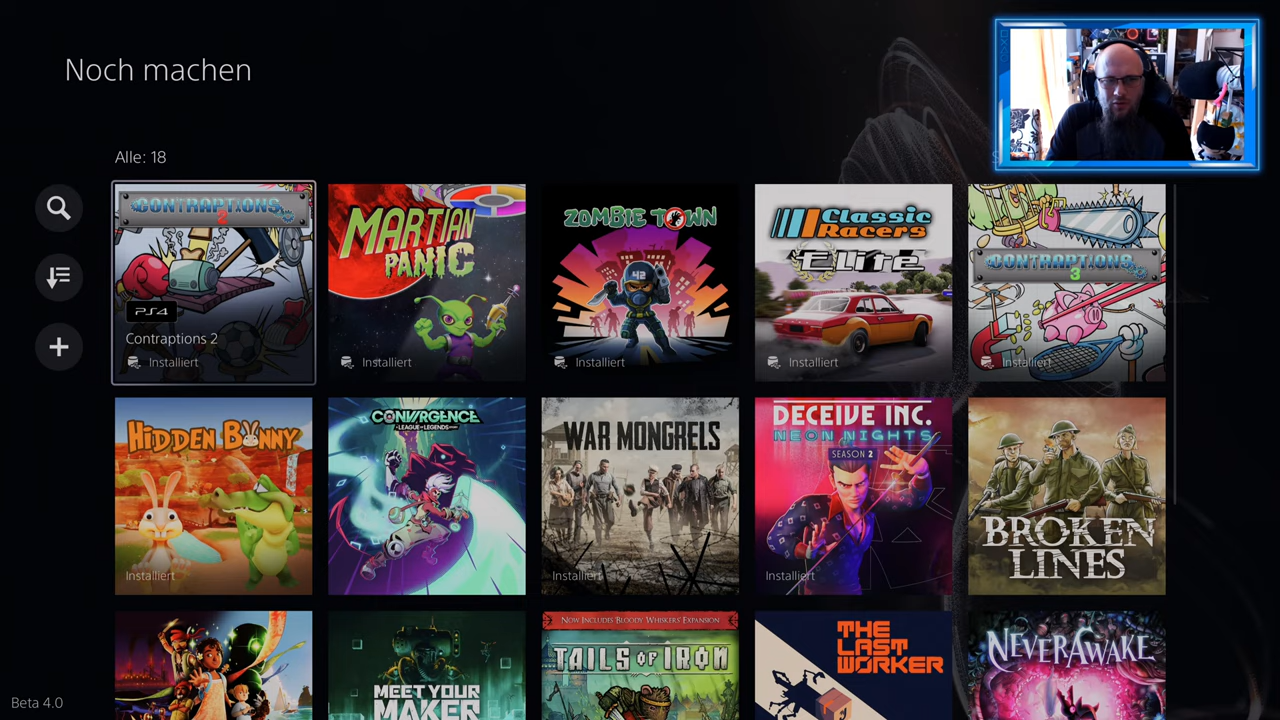 Noch machen
Alle: 18
CONTRAPTIONS
2
PS4
Contraptions 2
Installiert
MARTIAN
PANIC
Installiert
ZOMBIE TOWN
42
Installiert
Classic
Racers
Elite
Installiert
CONTRAPTIONS
3
Installiert
HIDDEN BUNNY
Installiert
CONVRGENCE
A LEAGUE OF LEGENDS STORY
WAR MONGRELS
Installiert
DECEIVE INC.
NEON NIGHTS
SEASON 2
Installiert
BROKEN
LINES
MEET YOUR
MAKER
NOW INCLUDES 'BLOODY WHISKERS' EXPANSION
TAILS OF IRON
THE
LAST
WORKER
NEVERAWAKE
Beta 4.0